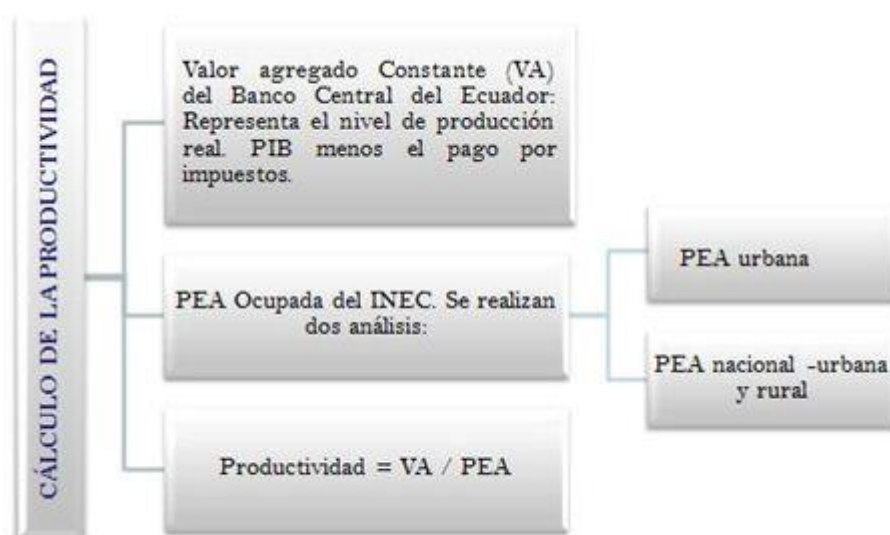 CÁLCULO DE LA PRODUCTIVIDAD
Valor agregado Constante (VA)
del Banco Central del Ecuador:
Representa el nivel de producción
real. PIB menos el pago por
impuestos.
PEA Ocupada del INEC. Se realizan
dos análisis:
PEA urbana
PEA nacional -urbana
y rural
Productividad = VA / PEA